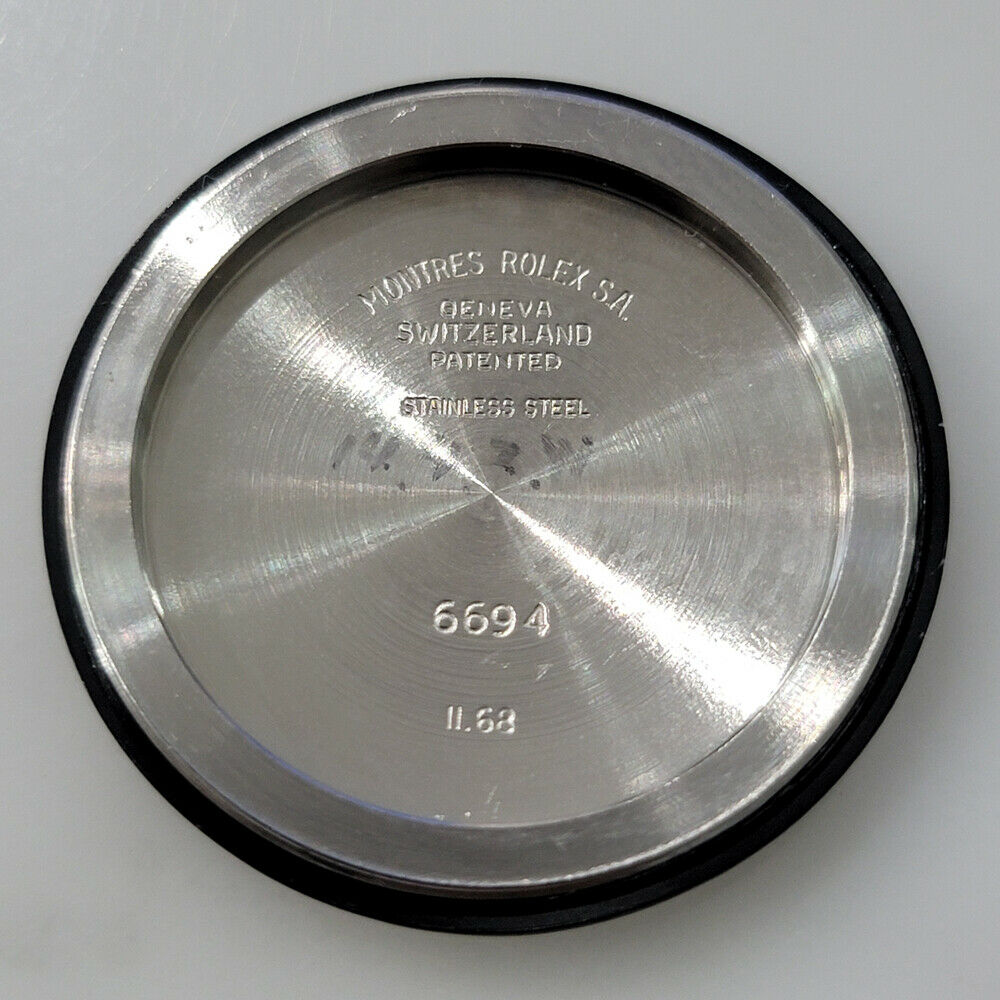 MONTRES ROLEX S.A.
GENEVA
SWITZERLAND
PATENTED
STAINLESS STEEL
6694
II.68